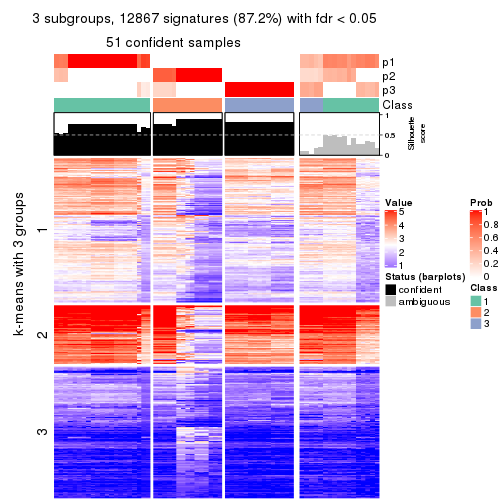 3 subgroups, 12867 signatures (87.2%) with fdr < 0.05
51 confident samples
p1
p2
p3
Class
1
0.5
0
Silhouette
score
k-means with 3 groups
1
2
3
Value
5
4
3
2
1
Status (barplots)
confident
ambiguous
Prob
1
0.8
0.6
0.4
0.2
0
Class
1
2
3